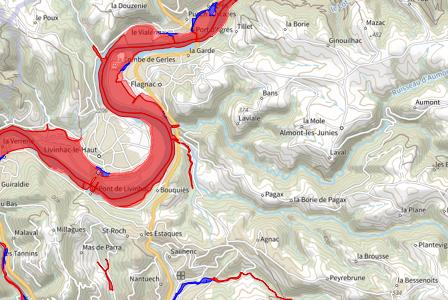 la Douzenie
le Poux
la Borie
Mazac
le Tillet
Ginouilhac
la Garde
Combe de Gerles
Flagnac
Bans
Ruisseau d'Aumont
Aumont
Laviale
la Mole
Almont-les-Junies
la Verrerie
Livinhac-le-Haut
Laval
Guiraldie
Pont de Livinhac
Bouquiès
Pagax
la Borie de Pagax
la Plane
Malaval
Millagues
St-Roch
les Estaques
Agnac
Plantevig
les Tannins
Mas de Parra
la Brousse
Nantuech
Peyrebrune
la Bessenoits